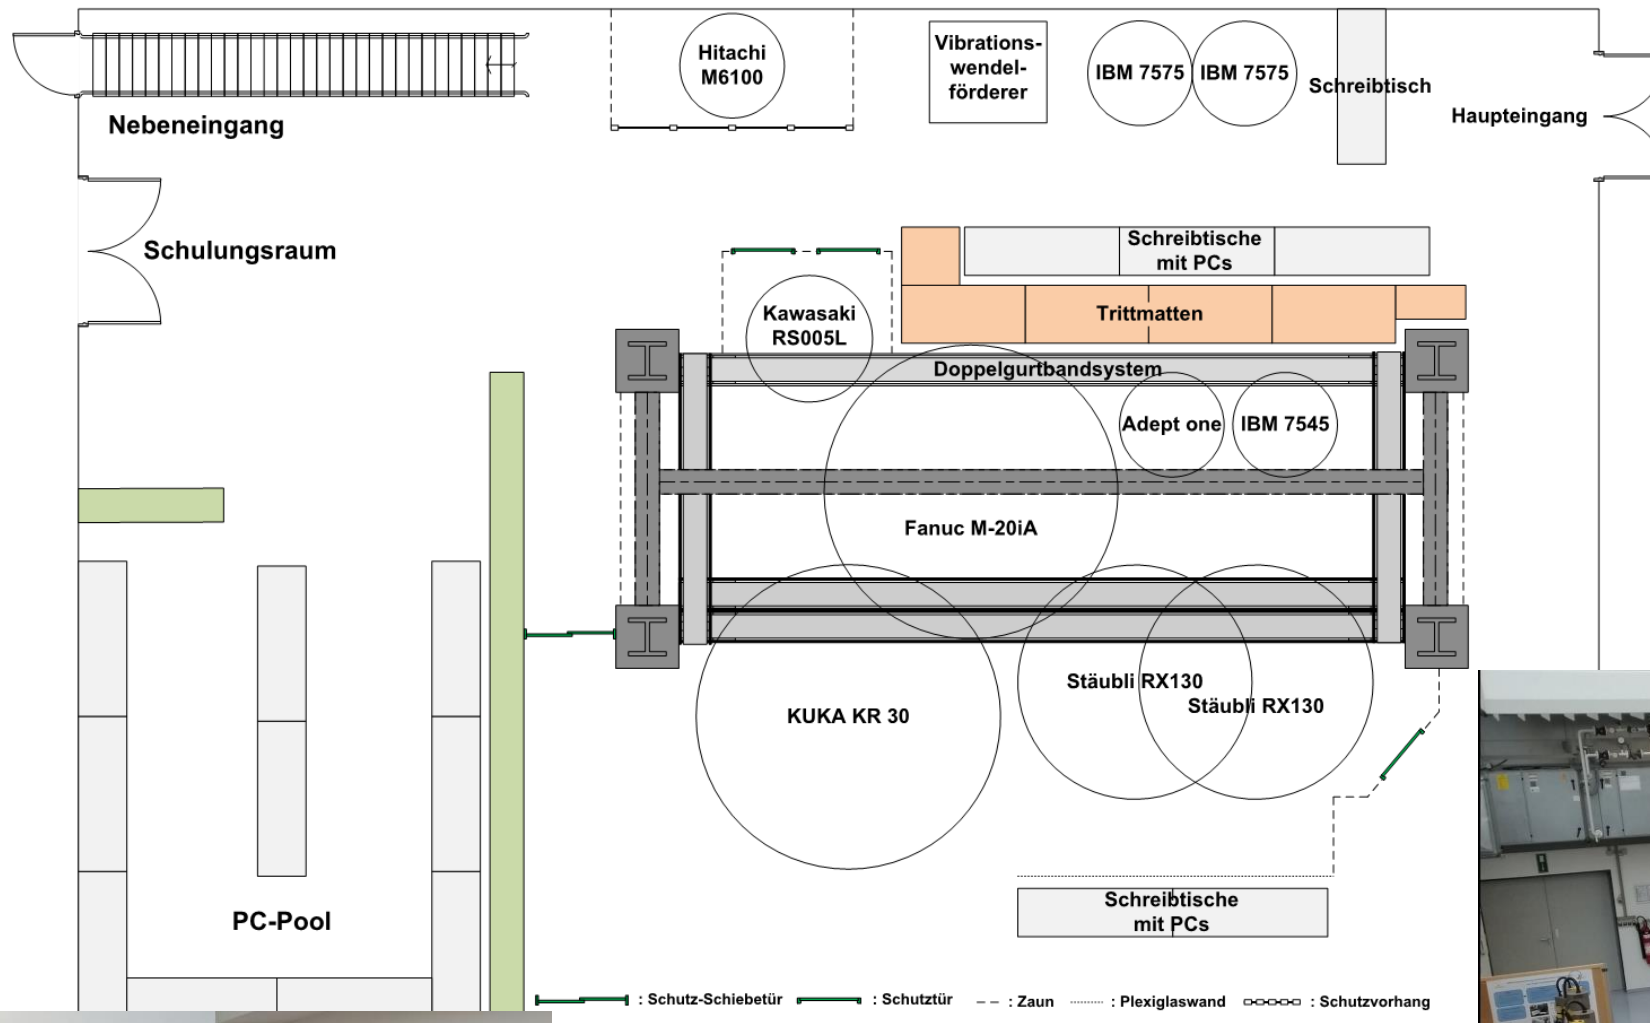 Hitachi
M6100
Vibrations-
wendel-
förderer
IBM 7575
IBM 7575
Schreibtisch
Haupteingang
Nebeneingang
Schulungsraum
Schreibtische
mit PCs
Kawasaki
RS005L
Trittmatten
Doppelgurtbandsystem
Adept one
IBM 7545
Fanuc M-20iA
KUKA KR 30
Stäubli RX130
Stäubli RX130
PC-Pool
Schreibtische
mit PCs
: Schutz-Schiebetür
: Schutztür
: Zaun
: Plexiglaswand
: Schutzvorhang